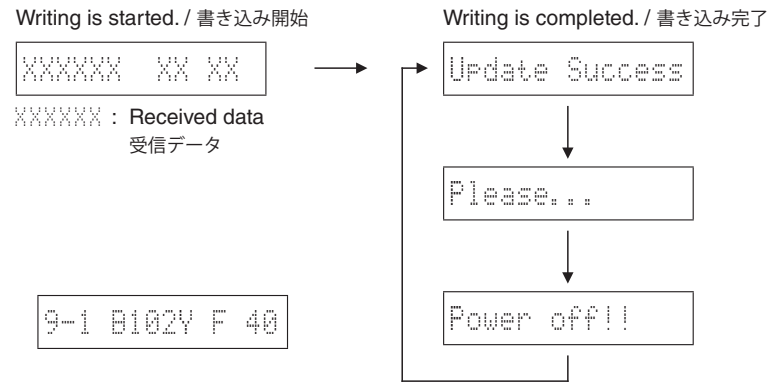 Writing is started. / 書き込み開始
XXXXXX XX XX
XXXXXX : Received data
受信データ
Writing is completed. / 書き込み完了
Update Success
Please...
Power off!!
9-1 B102Y F 40